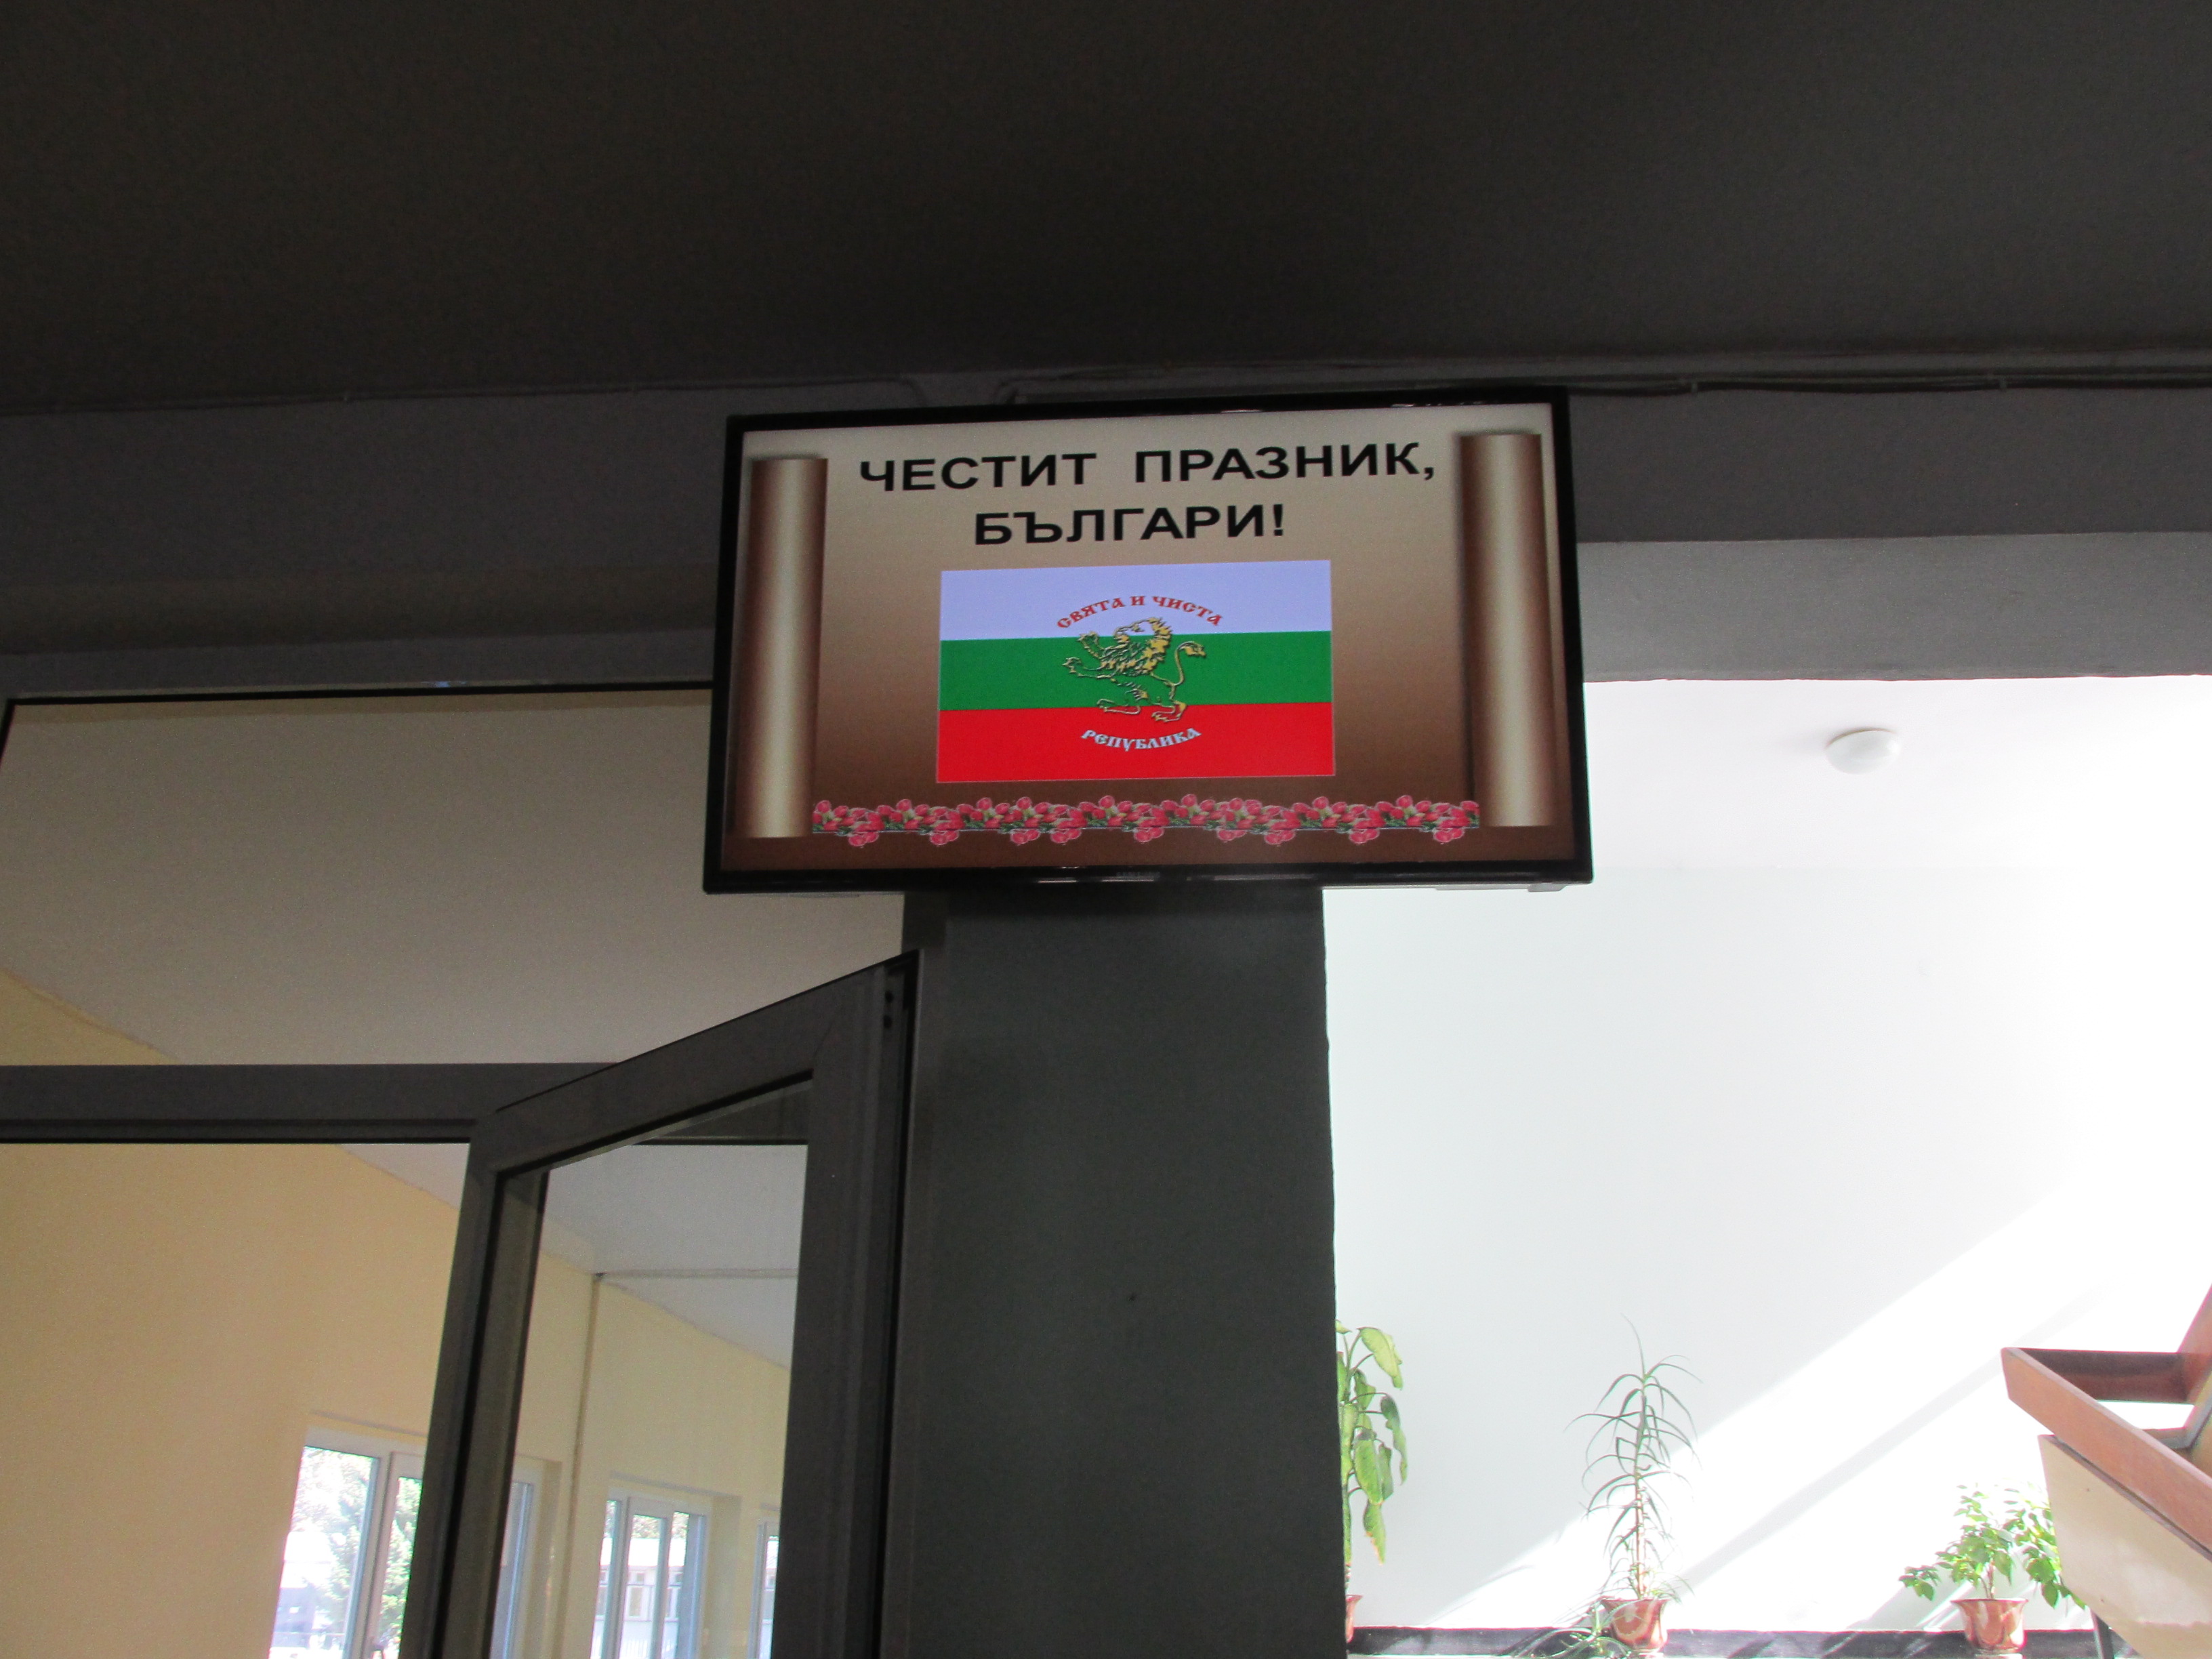 ЧЕСТИТ ПРАЗНИК,
БЪЛГАРИ!
СВЯТА И ЧИСТА
РЕПУБЛИКА